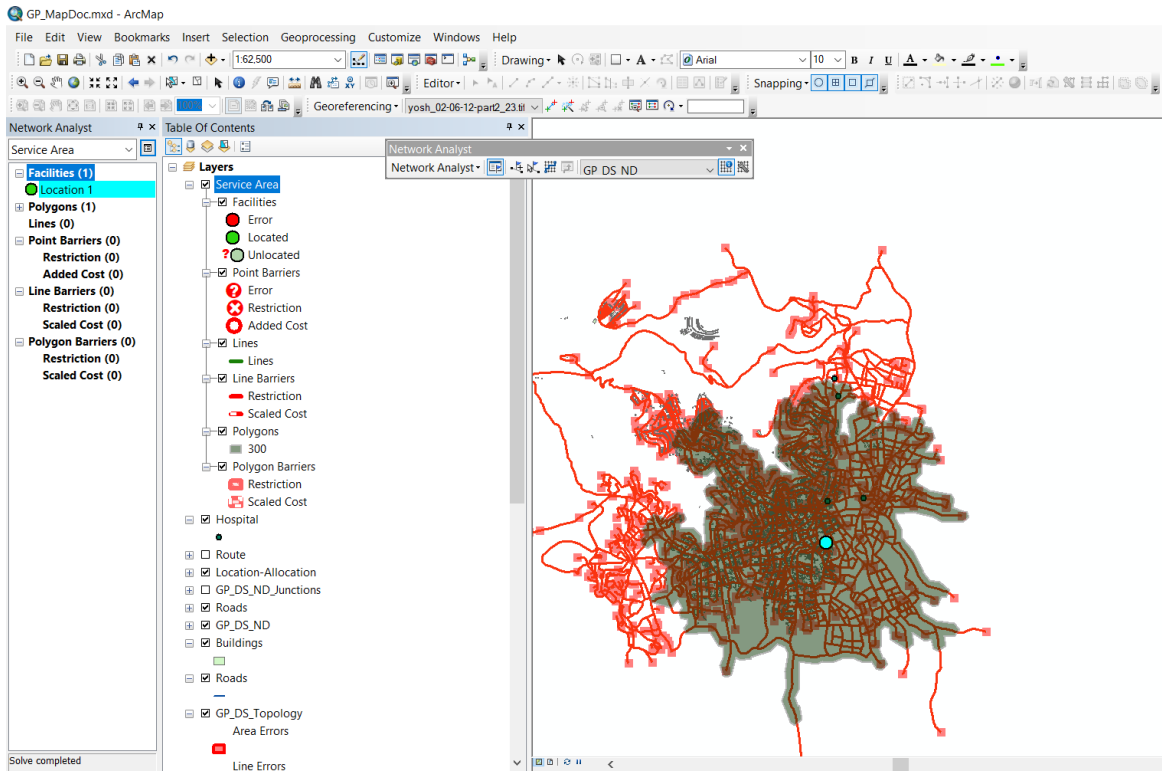 GP_MapDoc.mxd - ArcMap
File Edit View Bookmarks Insert Selection Geoprocessing Customize Windows Help
1:62,500 Drawing Arial 10 B I U A
Editor Snapping
100% Georeferencing yosh_02-06-12-part2_23.tif
Network Analyst
Service Area
Facilities (1)
Location 1
Polygons (1)
Lines (0)
Point Barriers (0)
Restriction (0)
Added Cost (0)
Line Barriers (0)
Restriction (0)
Scaled Cost (0)
Polygon Barriers (0)
Restriction (0)
Scaled Cost (0)
Solve completed
Table Of Contents
Layers
Service Area
Facilities
Error
Located
Unlocated
Point Barriers
Error
Restriction
Added Cost
Lines
Lines
Line Barriers
Restriction
Scaled Cost
Polygons
300
Polygon Barriers
Restriction
Scaled Cost
Hospital
Route
Location-Allocation
GP_DS_ND_Junctions
Roads
GP_DS_ND
Buildings
Roads
GP_DS_Topology
Area Errors
Line Errors
Network Analyst
Network Analyst GP_DS_ND